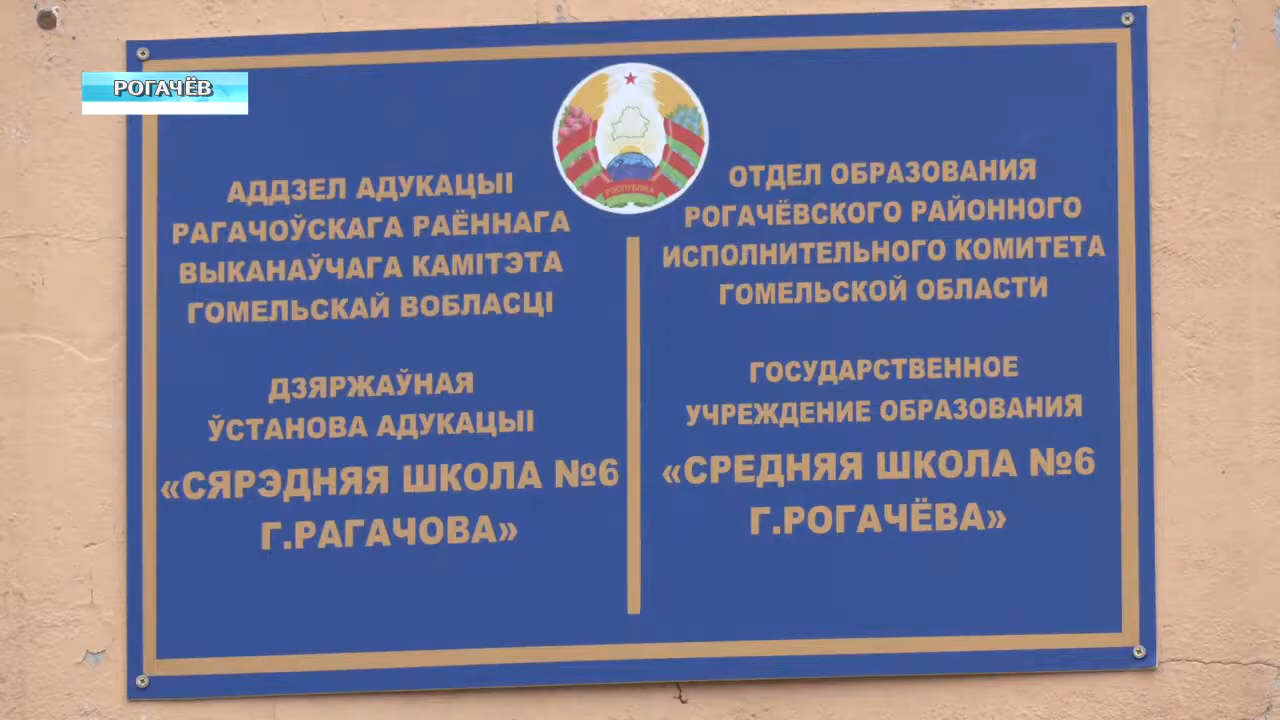 РОГАЧЁВ
РЭСПУБЛІКА
АДДЗЕЛ АДУКАЦЫІ
РАГАЧОЎСКАГА РАЁННАГА
ВЫКАНАЎЧАГА КАМІТЭТА
ГОМЕЛЬСКАЙ ВОБЛАСЦІ
ДЗЯРЖАЎНАЯ
ЎСТАНОВА АДУКАЦЫІ
«СЯРЭДНЯЯ ШКОЛА №6
Г.РАГАЧОВА»
ОТДЕЛ ОБРАЗОВАНИЯ
РОГАЧЁВСКОГО РАЙОННОГО
ИСПОЛНИТЕЛЬНОГО КОМИТЕТА
ГОМЕЛЬСКОЙ ОБЛАСТИ
ГОСУДАРСТВЕННОЕ
УЧРЕЖДЕНИЕ ОБРАЗОВАНИЯ
«СРЕДНЯЯ ШКОЛА №6
Г.РОГАЧЁВА»